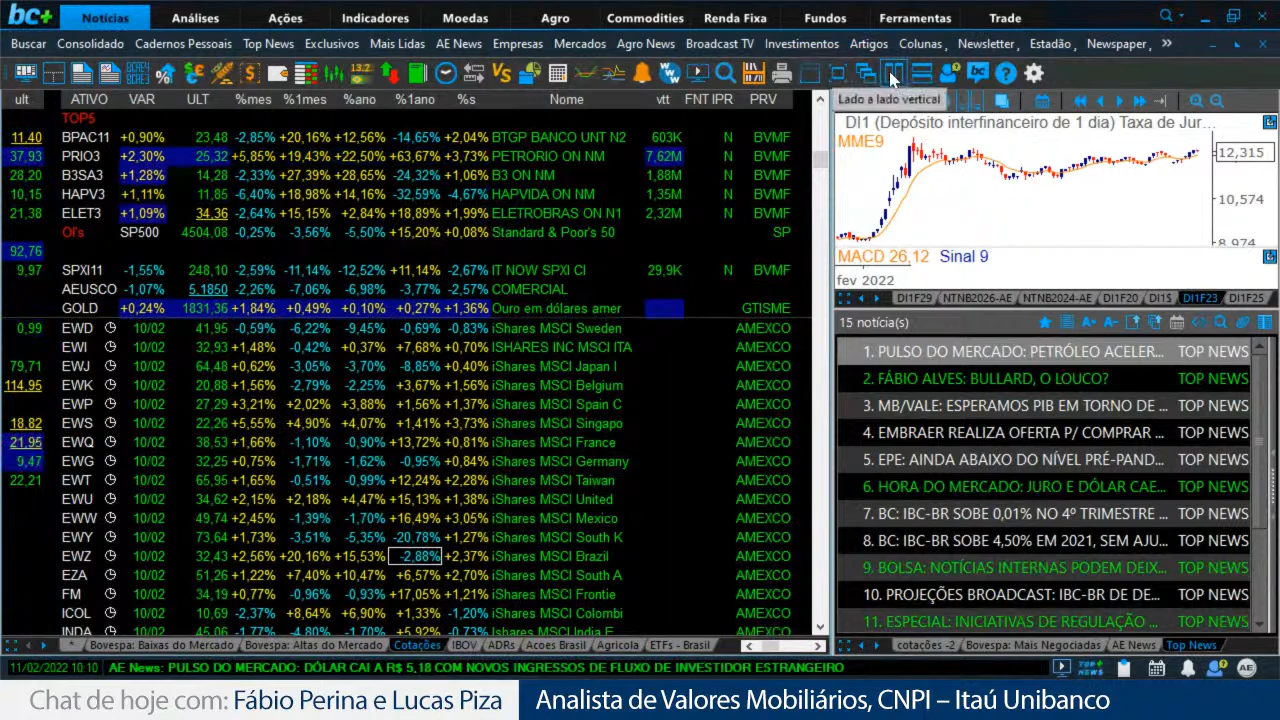 bc+ Notícias Análises Ações Indicadores Moedas Agro Commodities Renda Fixa Fundos Ferramentas Trade
Buscar Consolidado Cadernos Pessoais Top News Exclusivos Mais Lidas AE News Empresas Mercados Agro News Broadcast TV Investimentos Artigos Colunas Newsletter Estadão Newspaper
ult ATIVO VAR ULT %mes %1mes %ano %1ano %s Nome vtt FNT IPR PRV
TOP5
11,40 BPAC11 +0,90% 23,48 -2,85% +20,16% +12,56% -14,65% +2,04% BTGP BANCO UNT N2 603K N BVMF
37,93 PRIO3 +2,30% 25,32 +5,85% +19,43% +22,50% +63,67% +3,73% PETRORIO ON NM 7,62M N BVMF
28,20 B3SA3 +1,28% 14,28 -2,33% +27,39% +28,65% -24,32% +1,06% B3 ON NM 1,88M N BVMF
10,15 HAPV3 +1,11% 11,85 -6,40% +18,98% +14,16% -32,59% -4,67% HAPVIDA ON NM 1,35M N BVMF
21,38 ELET3 +1,09% 34,36 -2,64% +15,15% +2,84% +18,89% +1,99% ELETROBRAS ON N1 2,32M N BVMF
OI's SP500 4504,08 -0,25% -3,56% -5,50% +15,20% +0,08% Standard & Poor's 50 SP
92,76
9,97 SPXI11 -1,55% 248,10 -2,59% -11,14% -12,52% +11,14% -2,67% IT NOW SPXI CI 29,9K N BVMF
AEUSCO -1,07% 5,1850 -2,26% -7,06% -6,98% -3,77% -2,57% COMERCIAL
GOLD +0,24% 1831,36 +1,84% +0,49% +0,10% +0,27% +1,36% Ouro em dólares amer GTISME
0,99 EWD 10/02 41,95 -0,59% -6,22% -9,45% -0,69% -0,83% iShares MSCI Sweden AMEXCO
EWI 10/02 32,93 +1,48% -0,42% +0,37% +7,68% +0,70% ISHARES INC MSCI ITA AMEXCO
79,71 EWJ 10/02 64,48 +0,62% -3,05% -3,70% -8,85% +0,40% iShares MSCI Japan I AMEXCO
114,95 EWK 10/02 20,88 +1,56% -2,79% -2,25% +3,67% +1,56% iShares MSCI Belgium AMEXCO
EWP 10/02 27,29 +3,21% +2,02% +3,88% +1,56% +1,37% iShares MSCI Spain C AMEXCO
18,82 EWS 10/02 22,26 +5,55% +4,90% +4,07% +1,41% +3,73% iShares MSCI Singapo AMEXCO
21,95 EWQ 10/02 38,53 +1,66% -1,10% -0,90% +13,72% +0,81% iShares MSCI France AMEXCO
9,47 EWG 10/02 32,25 +0,75% -1,71% -1,62% -0,95% +0,84% iShares MSCI Germany AMEXCO
22,21 EWT 10/02 65,95 +1,65% -0,51% -0,99% +12,24% +2,28% iShares MSCI Taiwan AMEXCO
EWU 10/02 34,62 +2,15% +2,18% +4,47% +15,13% +1,38% iShares MSCI United AMEXCO
EWW 10/02 49,74 +2,45% -1,39% -1,70% +16,49% +3,05% iShares MSCI Mexico AMEXCO
EWY 10/02 73,64 +1,73% -3,51% -5,35% -20,78% +1,27% iShares MSCI South K AMEXCO
EWZ 10/02 32,43 +2,56% +20,16% +15,53% -2,88% +2,37% iShares MSCI Brazil AMEXCO
EZA 10/02 51,26 +1,22% +7,40% +10,47% +6,57% +2,70% iShares MSCI South A AMEXCO
FM 10/02 34,19 +0,77% -0,96% -0,93% +17,05% +1,21% iShares MSCI Frontie AMEXCO
ICOL 10/02 10,69 -2,37% +8,64% +6,90% +1,33% -1,20% iShares MSCI Colombi AMEXCO
INDA 10/02 45,06 -1,77% -4,80% -1,70% +5,92% -0,73% Ishares MSCI India E AMEXCO
* Bovespa: Baixas do Mercado Bovespa: Altas do Mercado Cotações IBOV ADRs Acoes Brasil Agricola ETFs - Brasil
Lado a lado vertical
DI1 (Depósito interfinanceiro de 1 dia) Taxa de Jur...
MME9
12,315
10,574
8,974
MACD 26,12 Sinal 9
fev 2022
DI1F29 NTNB2026-AE NTNB2024-AE DI1F20 DI1$ DI1F23 DI1F25
15 notícia(s)
1. PULSO DO MERCADO: PETRÓLEO ACELER... TOP NEWS
2. FÁBIO ALVES: BULLARD, O LOUCO? TOP NEWS
3. MB/VALE: ESPERAMOS PIB EM TORNO DE ... TOP NEWS
4. EMBRAER REALIZA OFERTA P/ COMPRAR ... TOP NEWS
5. EPE: AINDA ABAIXO DO NÍVEL PRÉ-PAND... TOP NEWS
6. HORA DO MERCADO: JURO E DÓLAR CAE... TOP NEWS
7. BC: IBC-BR SOBE 0,01% NO 4º TRIMESTRE ... TOP NEWS
8. BC: IBC-BR SOBE 4,50% EM 2021, SEM AJU... TOP NEWS
9. BOLSA: NOTÍCIAS INTERNAS PODEM DEIX... TOP NEWS
10. PROJEÇÕES BROADCAST: IBC-BR DE DE... TOP NEWS
11. ESPECIAL: INICIATIVAS DE REGULAÇÃO ... TOP NEWS
cotações -2 Bovespa: Mais Negociadas AE News Top News
11/02/2022 10:10 AE News: PULSO DO MERCADO: DÓLAR CAI A R$ 5,18 COM NOVOS INGRESSOS DE FLUXO DE INVESTIDOR ESTRANGEIRO
Chat de hoje com: Fábio Perina e Lucas Piza Analista de Valores Mobiliários, CNPI – Itaú Unibanco